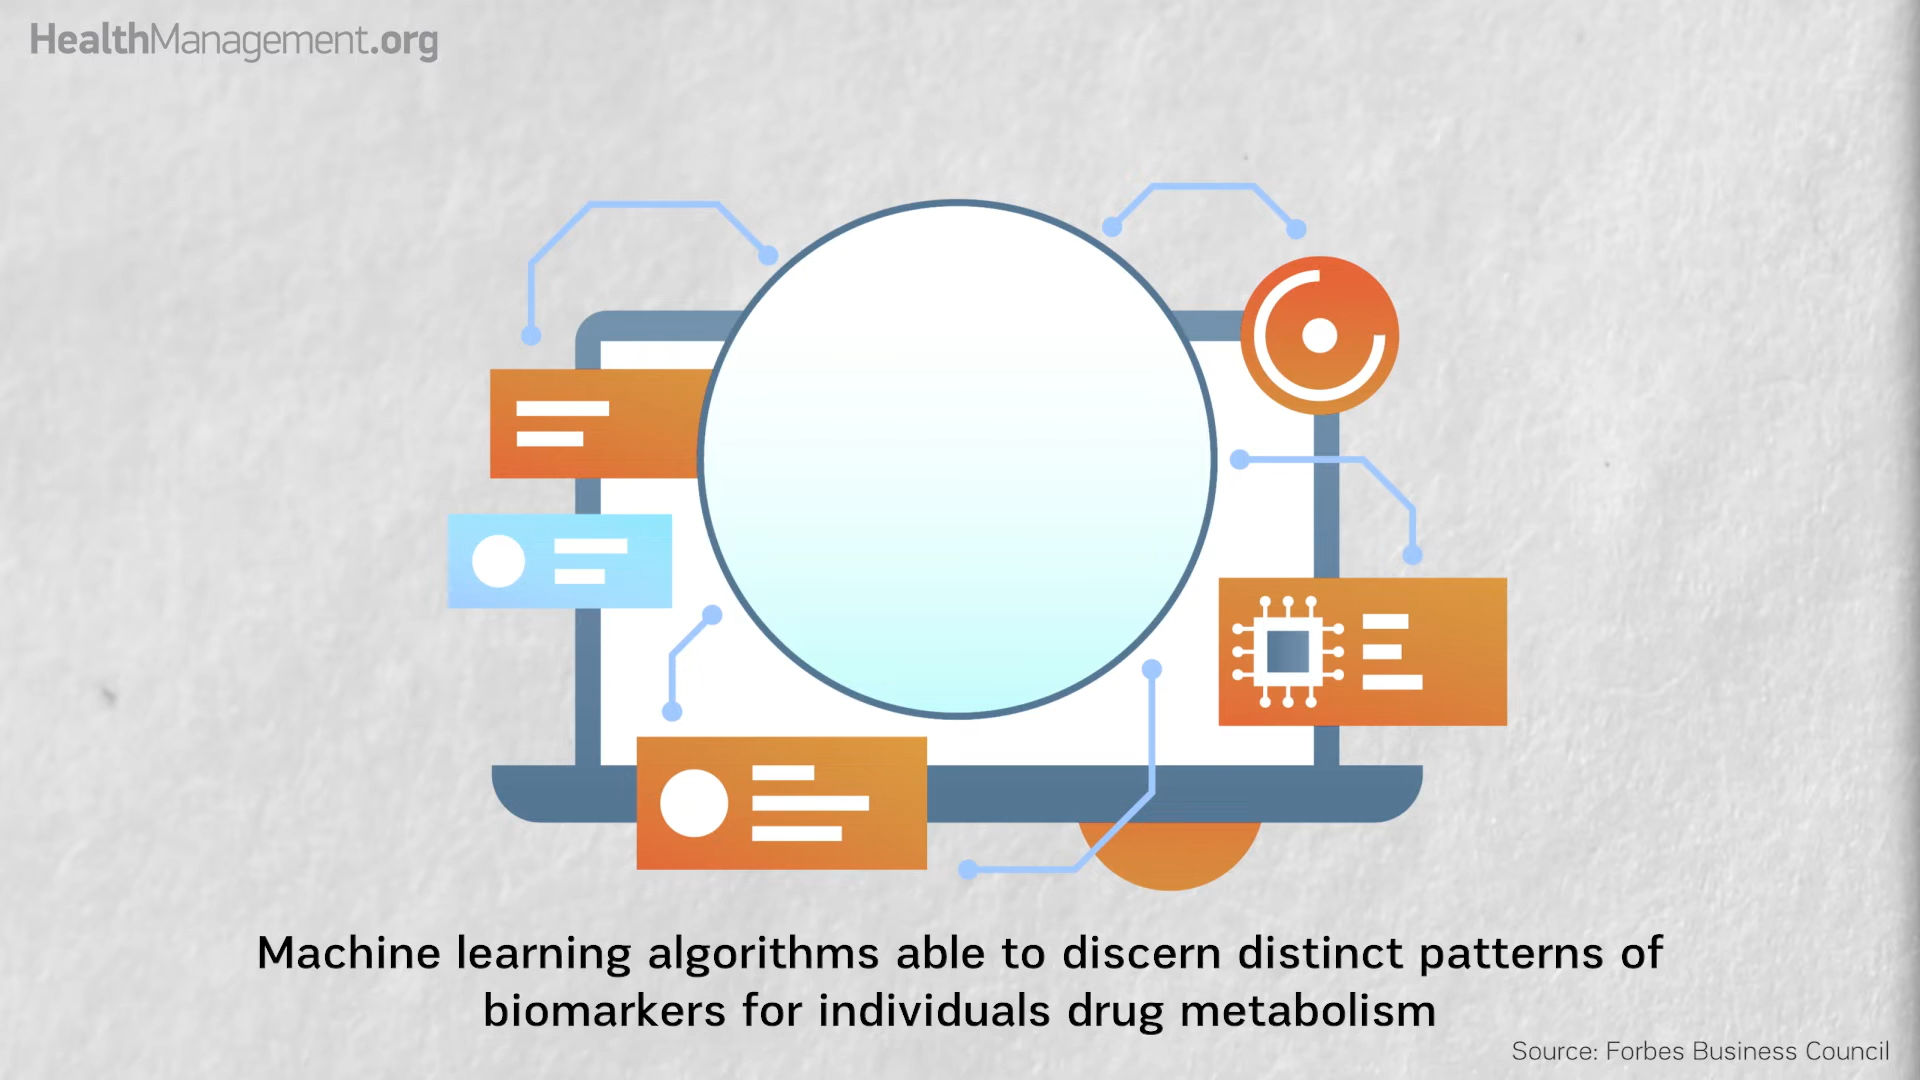 HealthManagement.org
Machine learning algorithms able to discern distinct patterns of
biomarkers for individuals drug metabolism
Source: Forbes Business Council